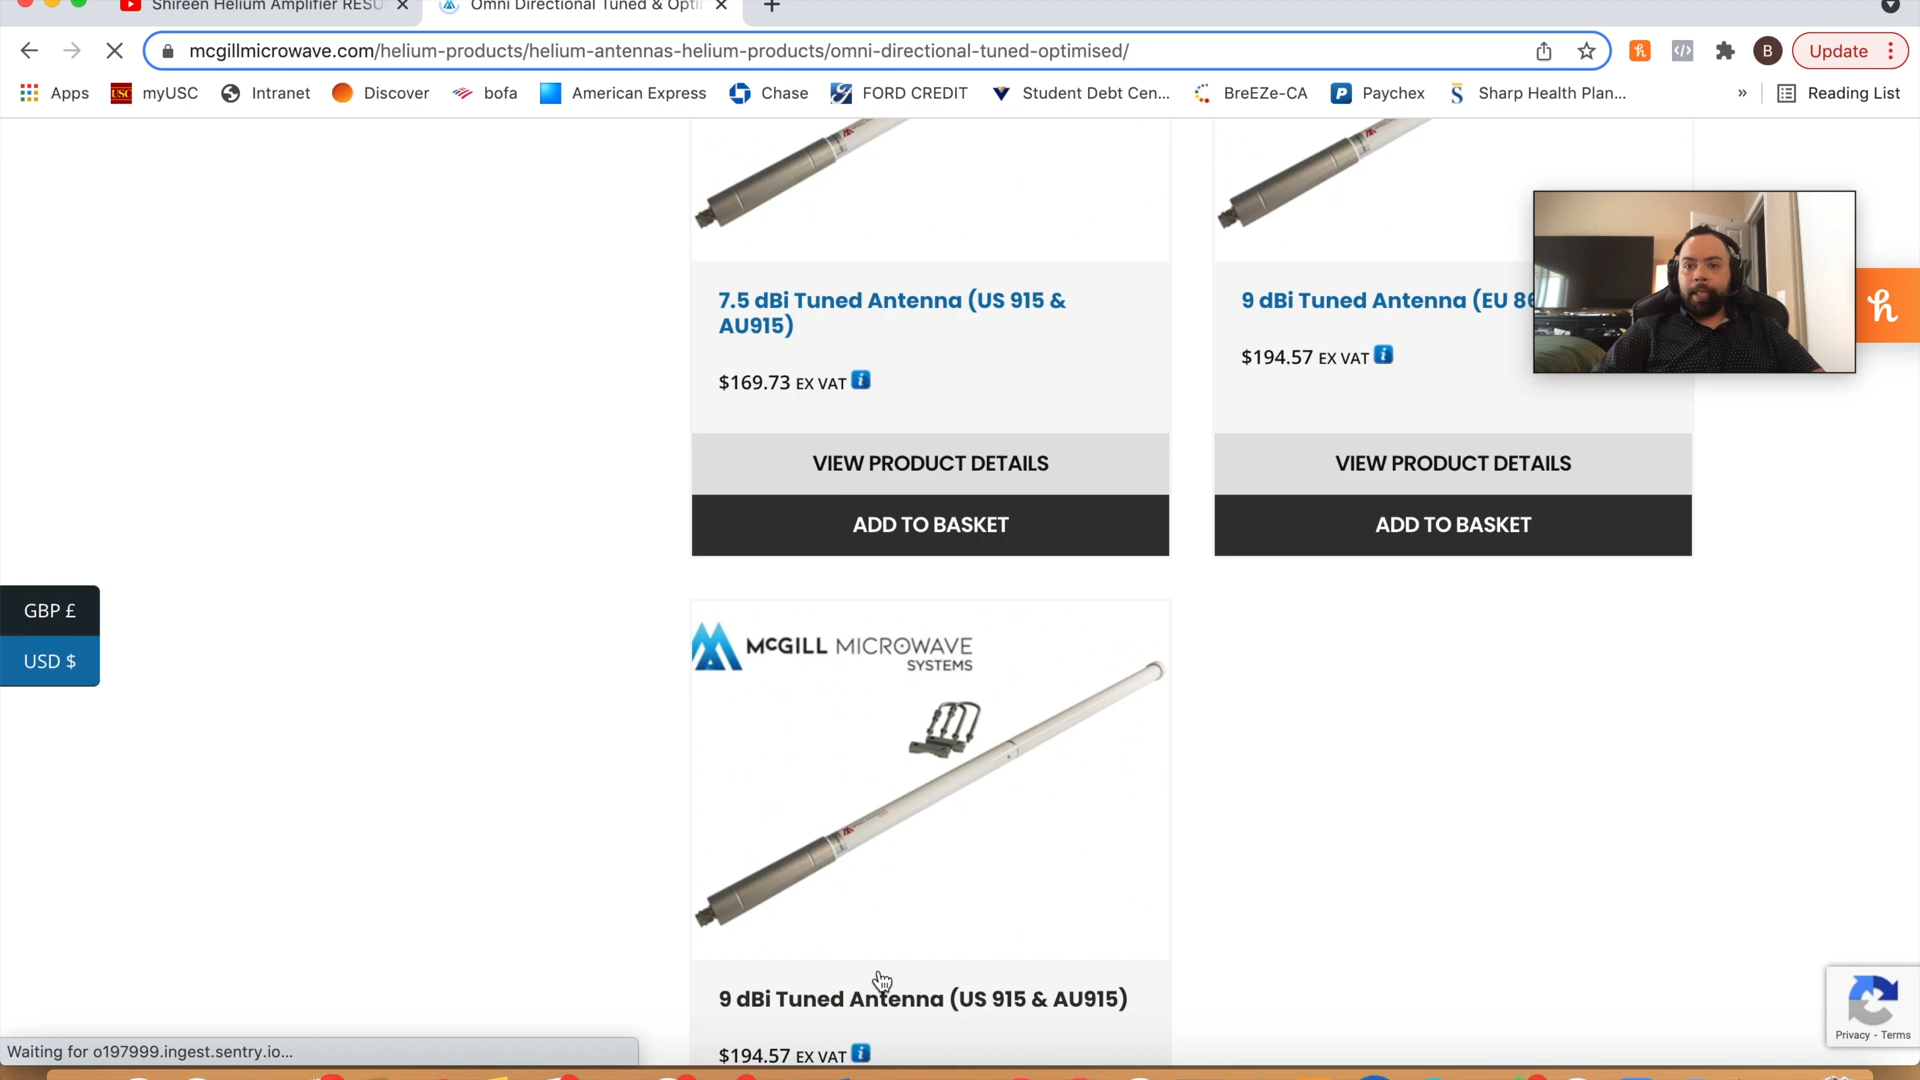 Shireen Helium Amplifier RESU
Omni Directional Tuned & Opti
mcgillmicrowave.com/helium-products/helium-antennas-helium-products/omni-directional-tuned-optimised/
B
Update
Apps
USC
myUSC
Intranet
Discover
bofa
American Express
Chase
FORD CREDIT
Student Debt Cen...
BreEZe-CA
Paychex
Sharp Health Plan...
»
Reading List
7.5 dBi Tuned Antenna (US 915 &
AU915)
$169.73 EX VAT i
VIEW PRODUCT DETAILS
ADD TO BASKET
9 dBi Tuned Antenna (EU 86
$194.57 EX VAT i
VIEW PRODUCT DETAILS
ADD TO BASKET
h
GBP £
USD $
MCGILL MICROWAVE
SYSTEMS
9 dBi Tuned Antenna (US 915 & AU915)
$194.57 EX VAT i
Privacy - Terms
Waiting for o197999.ingest.sentry.io...